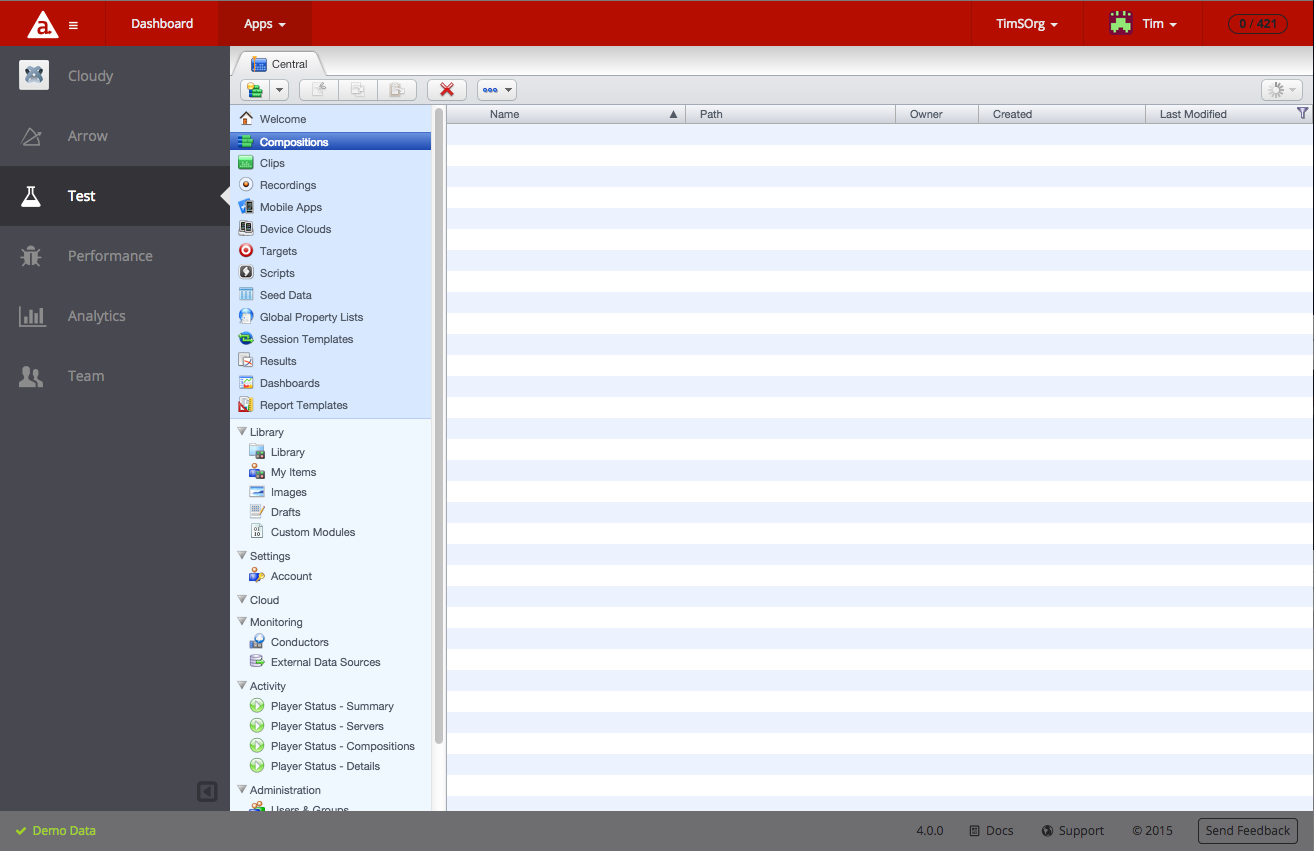 a Dashboard Apps TimSOrg Tim 0 / 421
Cloudy
Arrow
Test
Performance
Analytics
Team
Central
Name Path Owner Created Last Modified
Welcome
Compositions
Clips
Recordings
Mobile Apps
Device Clouds
Targets
Scripts
Seed Data
Global Property Lists
Session Templates
Results
Dashboards
Report Templates
Library
Library
My Items
Images
Drafts
Custom Modules
Settings
Account
Cloud
Monitoring
Conductors
External Data Sources
Activity
Player Status - Summary
Player Status - Servers
Player Status - Compositions
Player Status - Details
Administration
Users & Groups
Demo Data 4.0.0 Docs Support © 2015 Send Feedback